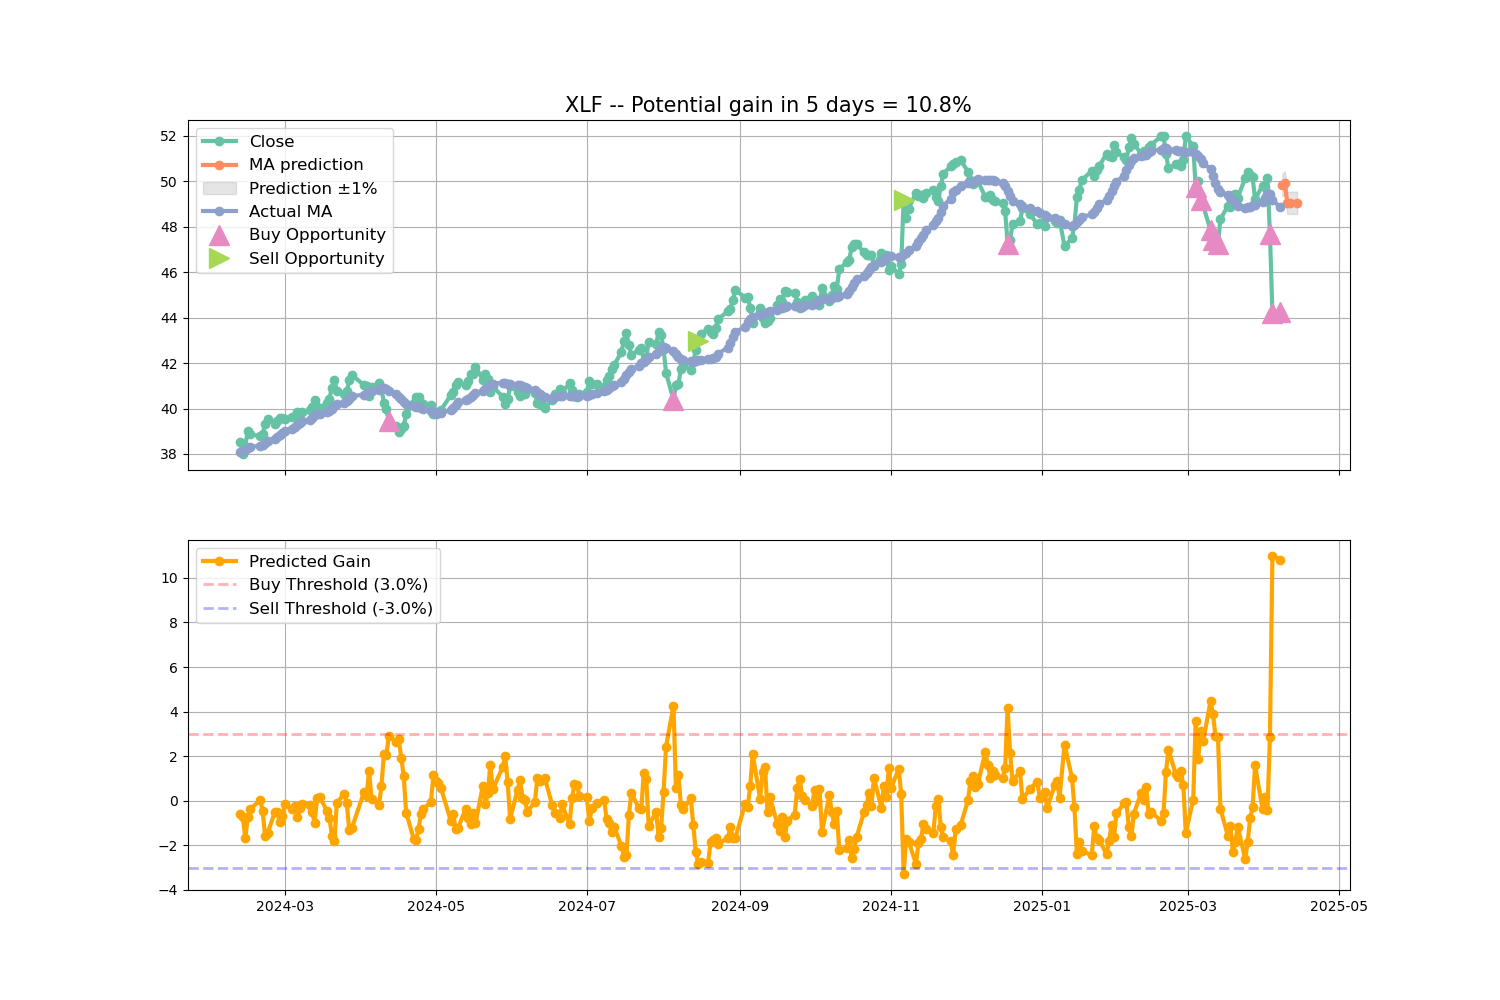 XLF -- Potential gain in 5 days = 10.8%
52
50
48
46
44
42
40
38
Close
MA prediction
Prediction ±1%
Actual MA
Buy Opportunity
Sell Opportunity
10
8
6
4
2
0
−2
−4
Predicted Gain
Buy Threshold (3.0%)
Sell Threshold (-3.0%)
2024-03
2024-05
2024-07
2024-09
2024-11
2025-01
2025-03
2025-05